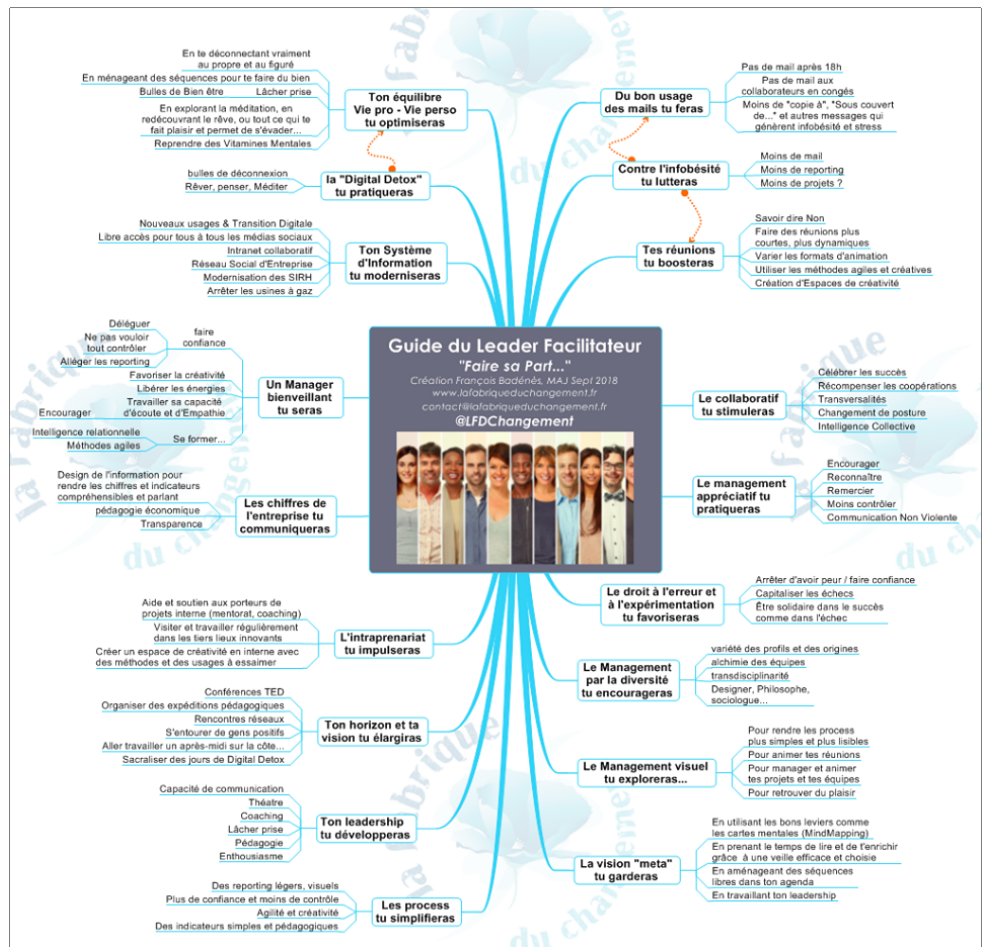 Guide du Leader Facilitateur
"Faire sa Part..."
Création François Badénès, MAJ Sept 2018
www.lafabriqueduchangement.fr
contact@lafabriqueduchangement.fr
@LFDChangement
Du bon usage
des mails tu feras
Pas de mail après 18h
Pas de mail aux
collaborateurs en congés
Moins de "copie à", "Sous couvert
de..." et autres messages qui
génèrent infobésité et stress
Contre l'infobésité
tu lutteras
Moins de mail
Moins de reporting
Moins de projets ?
Tes réunions
tu boosteras
Savoir dire Non
Faire des réunions plus
courtes, plus dynamiques
Varier les formats d'animation
Utiliser les méthodes agiles et créatives
Création d'Espaces de créativité
Le collaboratif
tu stimuleras
Célébrer les succès
Récompenser les coopérations
Transversalités
Changement de posture
Intelligence Collective
Le management
appréciatif tu
pratiqueras
Encourager
Reconnaître
Remercier
Moins contrôler
Communication Non Violente
Le droit à l'erreur et
à l'expérimentation
tu favoriseras
Arrêter d'avoir peur / faire confiance
Capitaliser les échecs
Être solidaire dans le succès
comme dans l'échec
Le Management
par la diversité
tu encourageras
variété des profils et des origines
alchimie des équipes
transdisciplinarité
Designer, Philosophe,
sociologue...
Le Management visuel
tu exploreras...
Pour rendre les process
plus simples et plus lisibles
Pour animer tes réunions
Pour manager et animer
tes projets et tes équipes
Pour retrouver du plaisir
La vision "meta"
tu garderas
En utilisant les bons leviers comme
les cartes mentales (MindMapping)
En prenant le temps de lire et de t'enrichir
grâce à une veille efficace et choisie
En aménageant des séquences
libres dans ton agenda
En travaillant ton leadership
Ton équilibre
Vie pro - Vie perso
tu optimiseras
En te déconnectant vraiment
au propre et au figuré
En ménageant des séquences pour te faire du bien
Bulles de Bien être
Lâcher prise
En explorant la méditation, en
redécouvrant le rêve, ou tout ce qui te
fait plaisir et permet de s'évader...
Reprendre des Vitamines Mentales
la "Digital Detox"
tu pratiqueras
bulles de déconnexion
Rêver, penser, Méditer
Ton Système
d'Information
tu moderniseras
Nouveaux usages & Transition Digitale
Libre accès pour tous à tous les médias sociaux
Intranet collaboratif
Réseau Social d'Entreprise
Modernisation des SIRH
Arrêter les usines à gaz
Un Manager
bienveillant
tu seras
faire
confiance
Déléguer
Ne pas vouloir
tout contrôler
Alléger les reporting
Favoriser la créativité
Libérer les énergies
Travailler sa capacité
d'écoute et d'Empathie
Encourager
Se former...
Intelligence relationnelle
Méthodes agiles
Les chiffres de
l'entreprise tu
communiqueras
Design de l'information pour
rendre les chiffres et indicateurs
compréhensibles et parlant
pédagogie économique
Transparence
L'intraprenariat
tu impulseras
Aide et soutien aux porteurs de
projets interne (mentorat, coaching)
Visiter et travailler régulièrement
dans les tiers lieux innovants
Créer un espace de créativité en interne avec
des méthodes et des usages à essaimer
Ton horizon et ta
vision tu élargiras
Conférences TED
Organiser des expéditions pédagogiques
Rencontres réseaux
S'entourer de gens positifs
Aller travailler un après-midi sur la côte...
Sacraliser des jours de Digital Detox
Ton leadership
tu développeras
Capacité de communication
Théatre
Coaching
Lâcher prise
Pédagogie
Enthousiasme
Les process
tu simplifieras
Des reporting légers, visuels
Plus de confiance et moins de contrôle
Agilité et créativité
Des indicateurs simples et pédagogiques
la fabrique
du changement